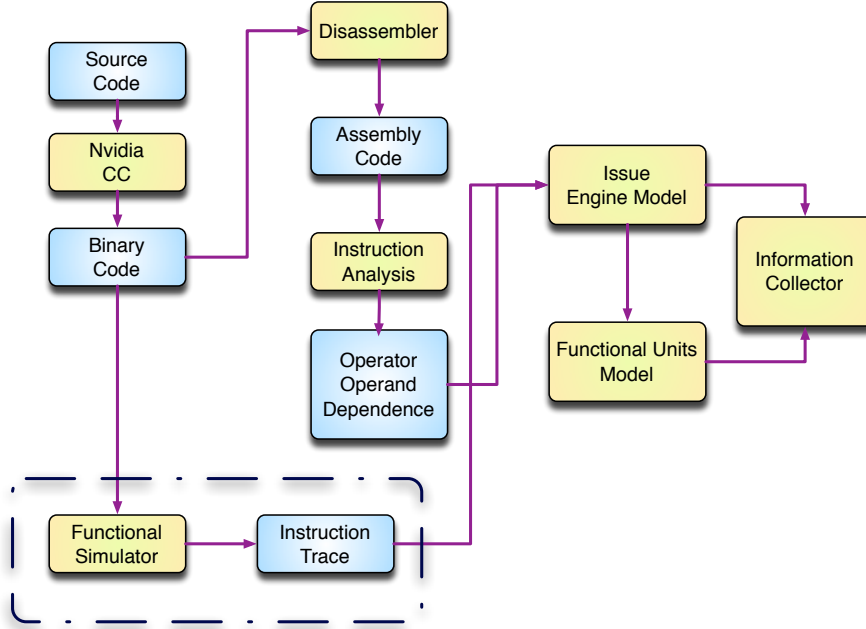 Disassembler
Source
Code
Assembly
Code
Nvidia
CC
Issue
Engine Model
Binary
Code
Instruction
Analysis
Information
Collector
Operator
Operand
Dependence
Functional Units
Model
Functional
Simulator
Instruction
Trace